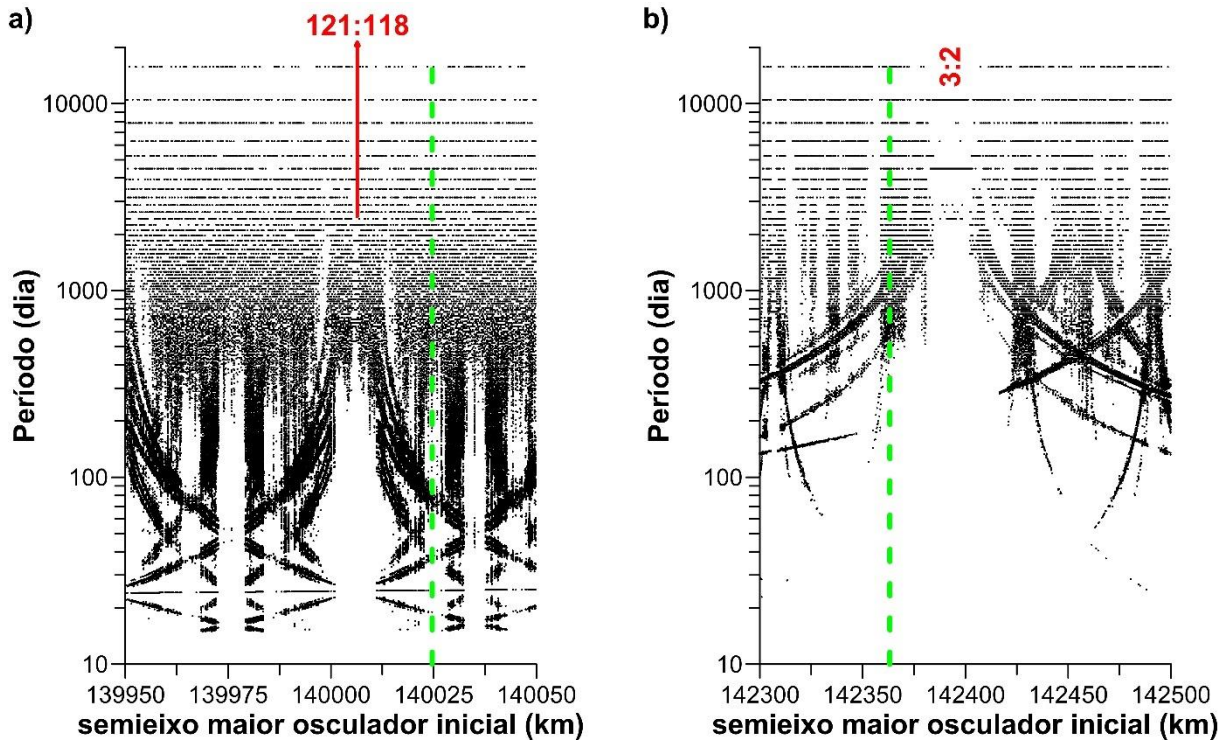 a)
121:118
10000
1000
100
10
Período (dia)
139950 139975 140000 140025 140050
semieixo maior osculador inicial (km)
b)
3:2
10000
1000
100
10
Período (dia)
142300 142350 142400 142450 142500
semieixo maior osculador inicial (km)